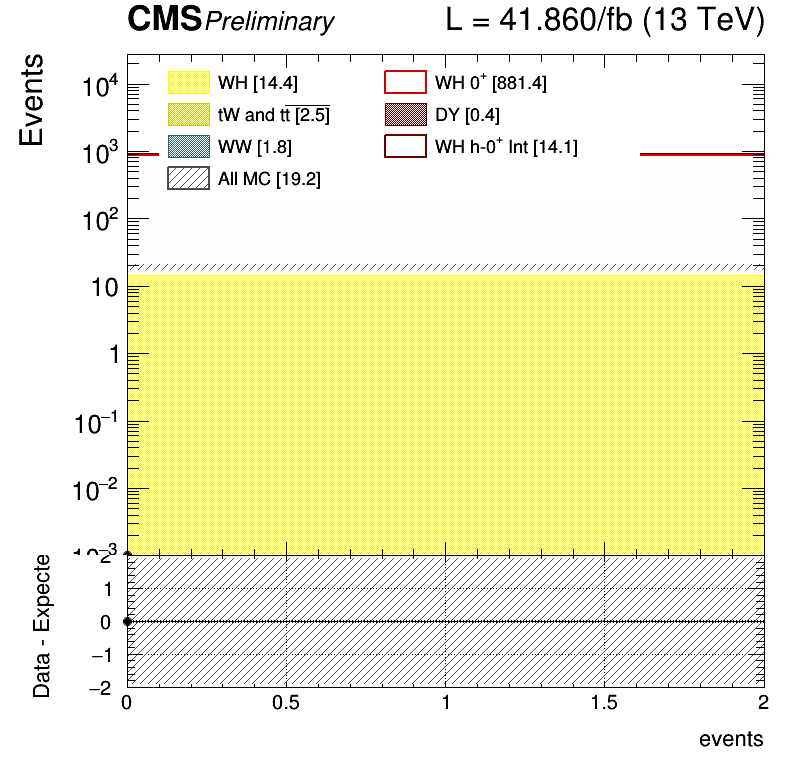 CMS Preliminary L = 41.860/fb (13 TeV)
Events
WH [14.4] WH 0⁺ [881.4]
tW and tt̅ [2.5] DY [0.4]
WW [1.8] WH h-0⁺ Int [14.1]
All MC [19.2]
10⁴
10³
10²
10
1
10⁻¹
10⁻²
10⁻³
Data - Expecte
2
1
0
−1
−2
0 0.5 1 1.5 2
events